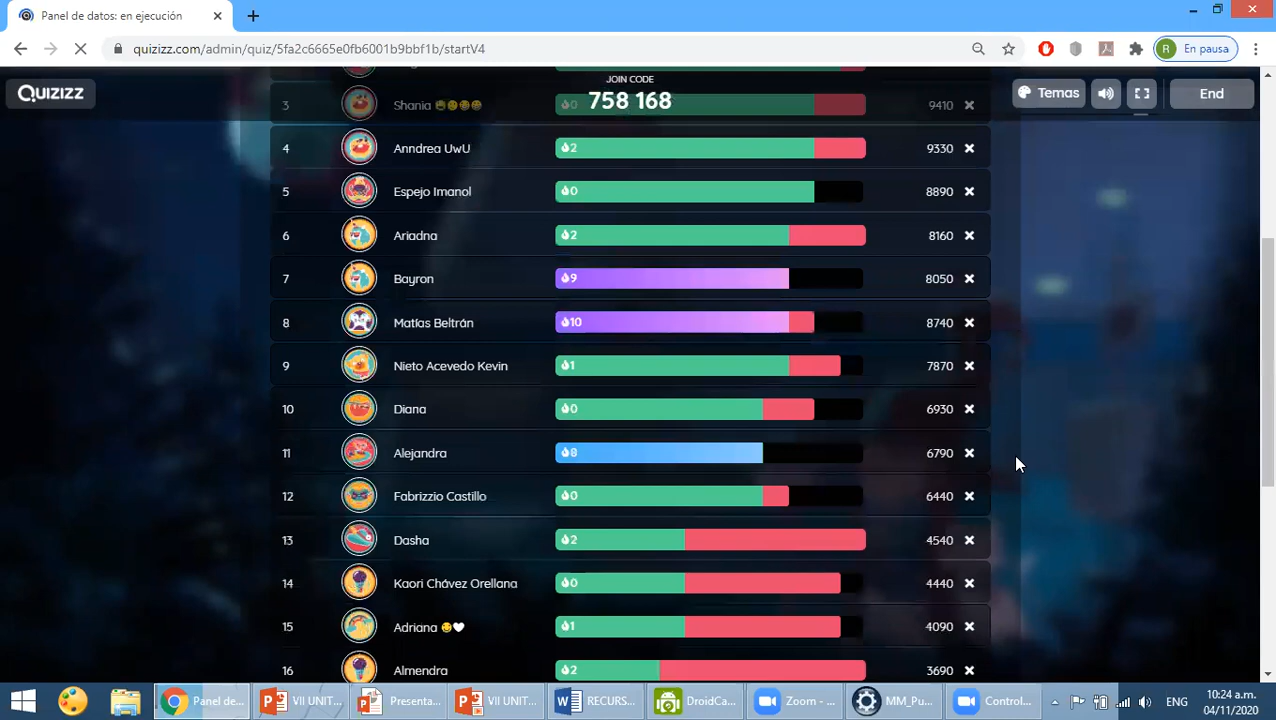 Panel de datos: en ejecución
quizizz.com/admin/quiz/5fa2c6665e0fb6001b9bbf1b/startV4
R En pausa
Quizizz
JOIN CODE
758 168
Temas
End
3 Shania 0 9410
4 Anndrea UwU 2 9330
5 Espejo Imanol 0 8890
6 Ariadna 2 8160
7 Bayron 9 8050
8 Matías Beltrán 10 8740
9 Nieto Acevedo Kevin 1 7870
10 Diana 0 6930
11 Alejandra 8 6790
12 Fabrizzio Castillo 0 6440
13 Dasha 2 4540
14 Kaori Chávez Orellana 0 4440
15 Adriana 1 4090
16 Almendra 2 3690
Panel de... VII UNIT... Presenta... VII UNIT... RECURS... DroidCa... Zoom - ... MM_Pu... Control... ENG
10:24 a.m.
04/11/2020